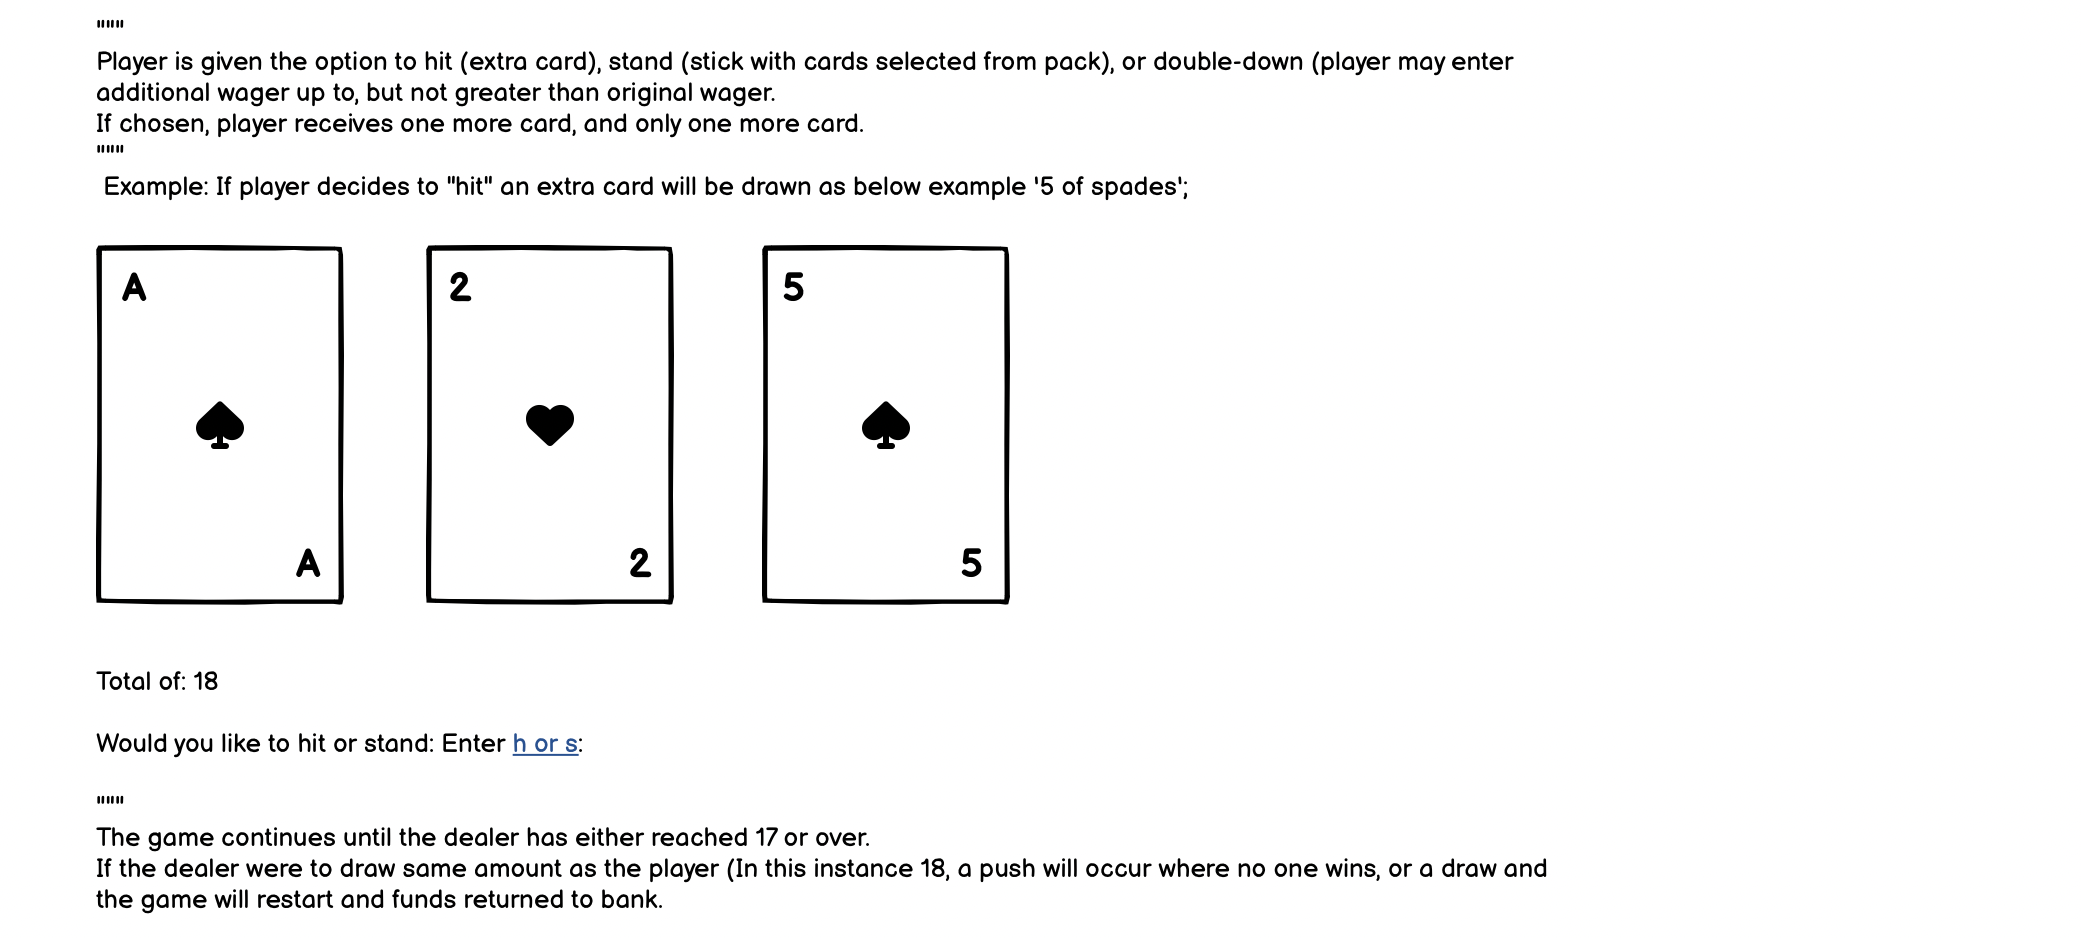 """
Player is given the option to hit (extra card), stand (stick with cards selected from pack), or double-down (player may enter
additional wager up to, but not greater than original wager.
If chosen, player receives one more card, and only one more card.
"""
Example: If player decides to "hit" an extra card will be drawn as below example '5 of spades';
A
2
5
A
2
5
Total of: 18
Would you like to hit or stand: Enter h or s:
"""
The game continues until the dealer has either reached 17 or over.
If the dealer were to draw same amount as the player (In this instance 18, a push will occur where no one wins, or a draw and
the game will restart and funds returned to bank.